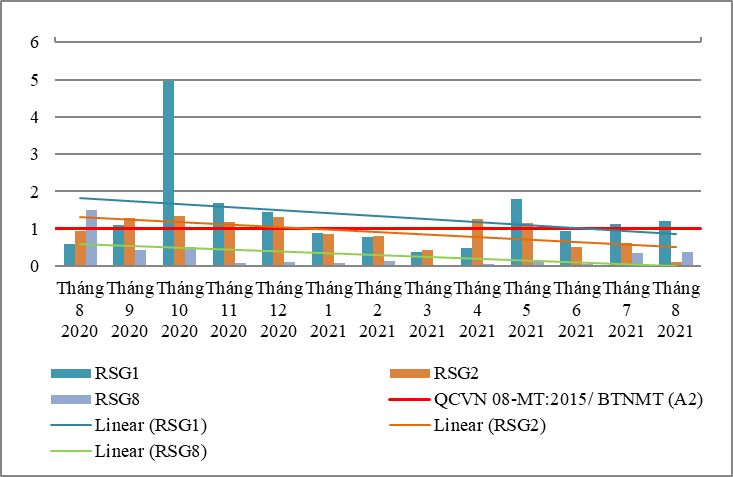 6
5
4
3
2
1
0
Tháng Tháng Tháng Tháng Tháng Tháng Tháng Tháng Tháng Tháng Tháng Tháng Tháng
8 9 10 11 12 1 2 3 4 5 6 7 8
2020 2020 2020 2020 2020 2021 2021 2021 2021 2021 2021 2021 2021
RSG1 RSG2
RSG8 QCVN 08-MT:2015/ BTNMT (A2)
Linear (RSG1) Linear (RSG2)
Linear (RSG8)